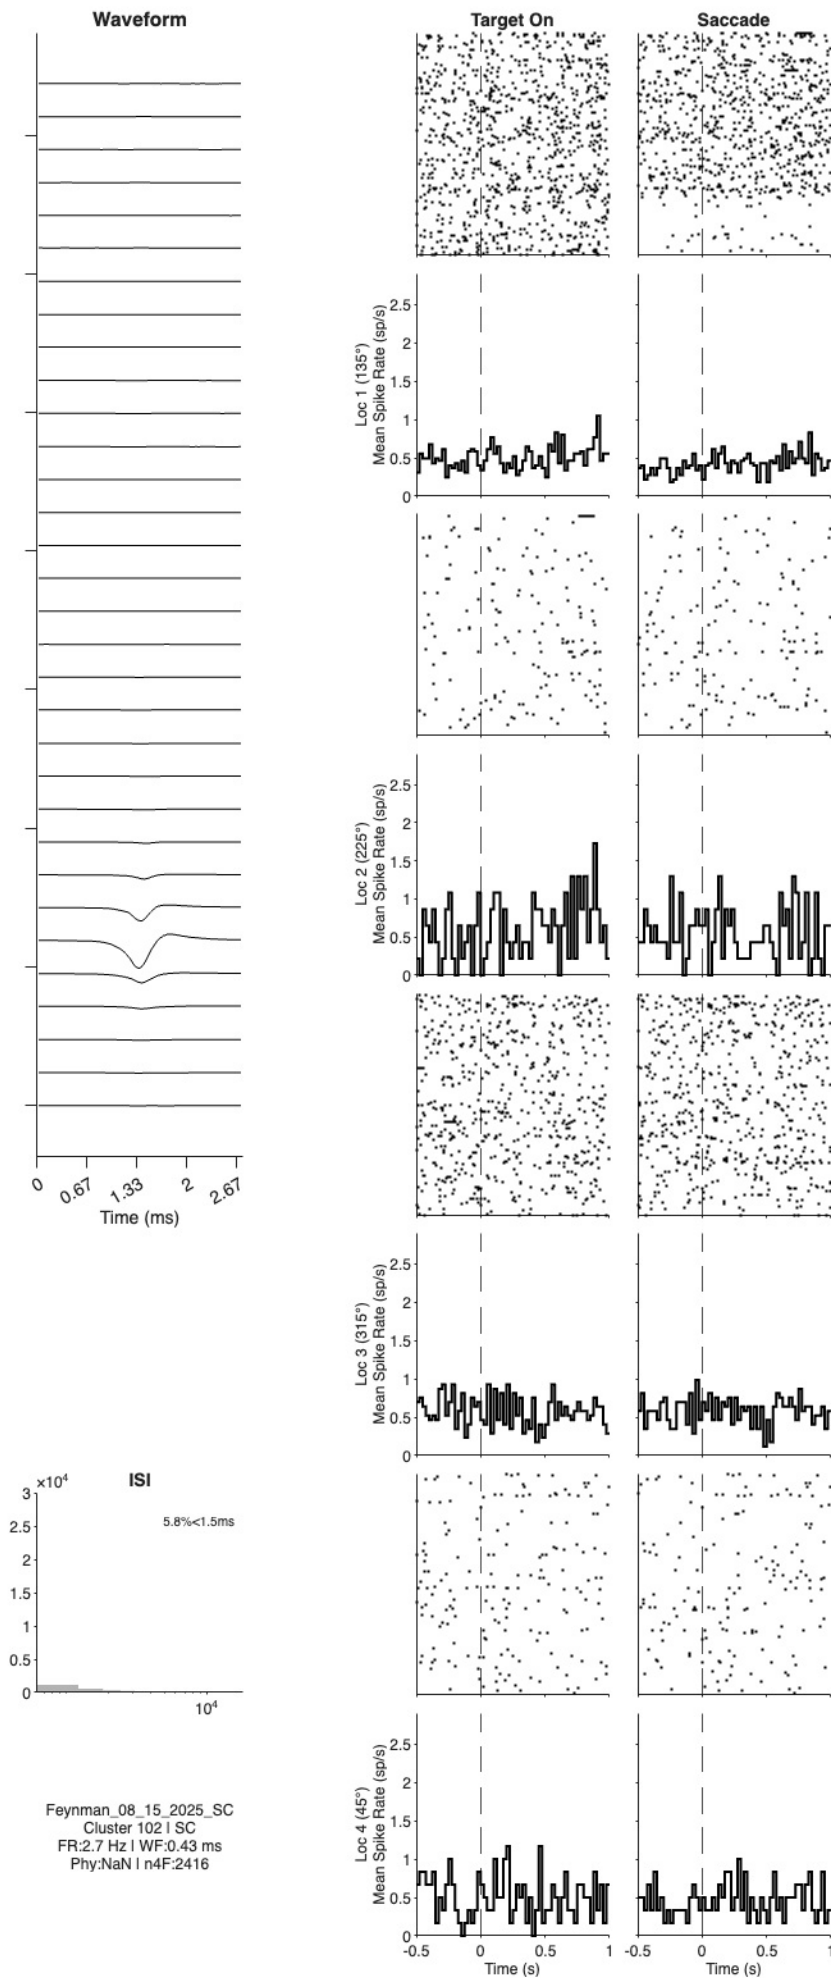 Waveform
0
0.67
1.33
2
2.67
Time (ms)
×10⁴
ISI
3
2.5
2
1.5
1
0.5
0
5.8%<1.5ms
10⁴
Feynman_08_15_2025_SC
Cluster 102 | SC
FR:2.7 Hz | WF:0.43 ms
Phy:NaN | n4F:2416
Target On
Saccade
Loc 1 (135°)
Mean Spike Rate (sp/s)
2.5
2
1.5
1
0.5
0
Loc 2 (225°)
Mean Spike Rate (sp/s)
2.5
2
1.5
1
0.5
0
Loc 3 (315°)
Mean Spike Rate (sp/s)
2.5
2
1.5
1
0.5
0
Loc 4 (45°)
Mean Spike Rate (sp/s)
2.5
2
1.5
1
0.5
0
-0.5
0
0.5
1
Time (s)
-0.5
0
0.5
1
Time (s)